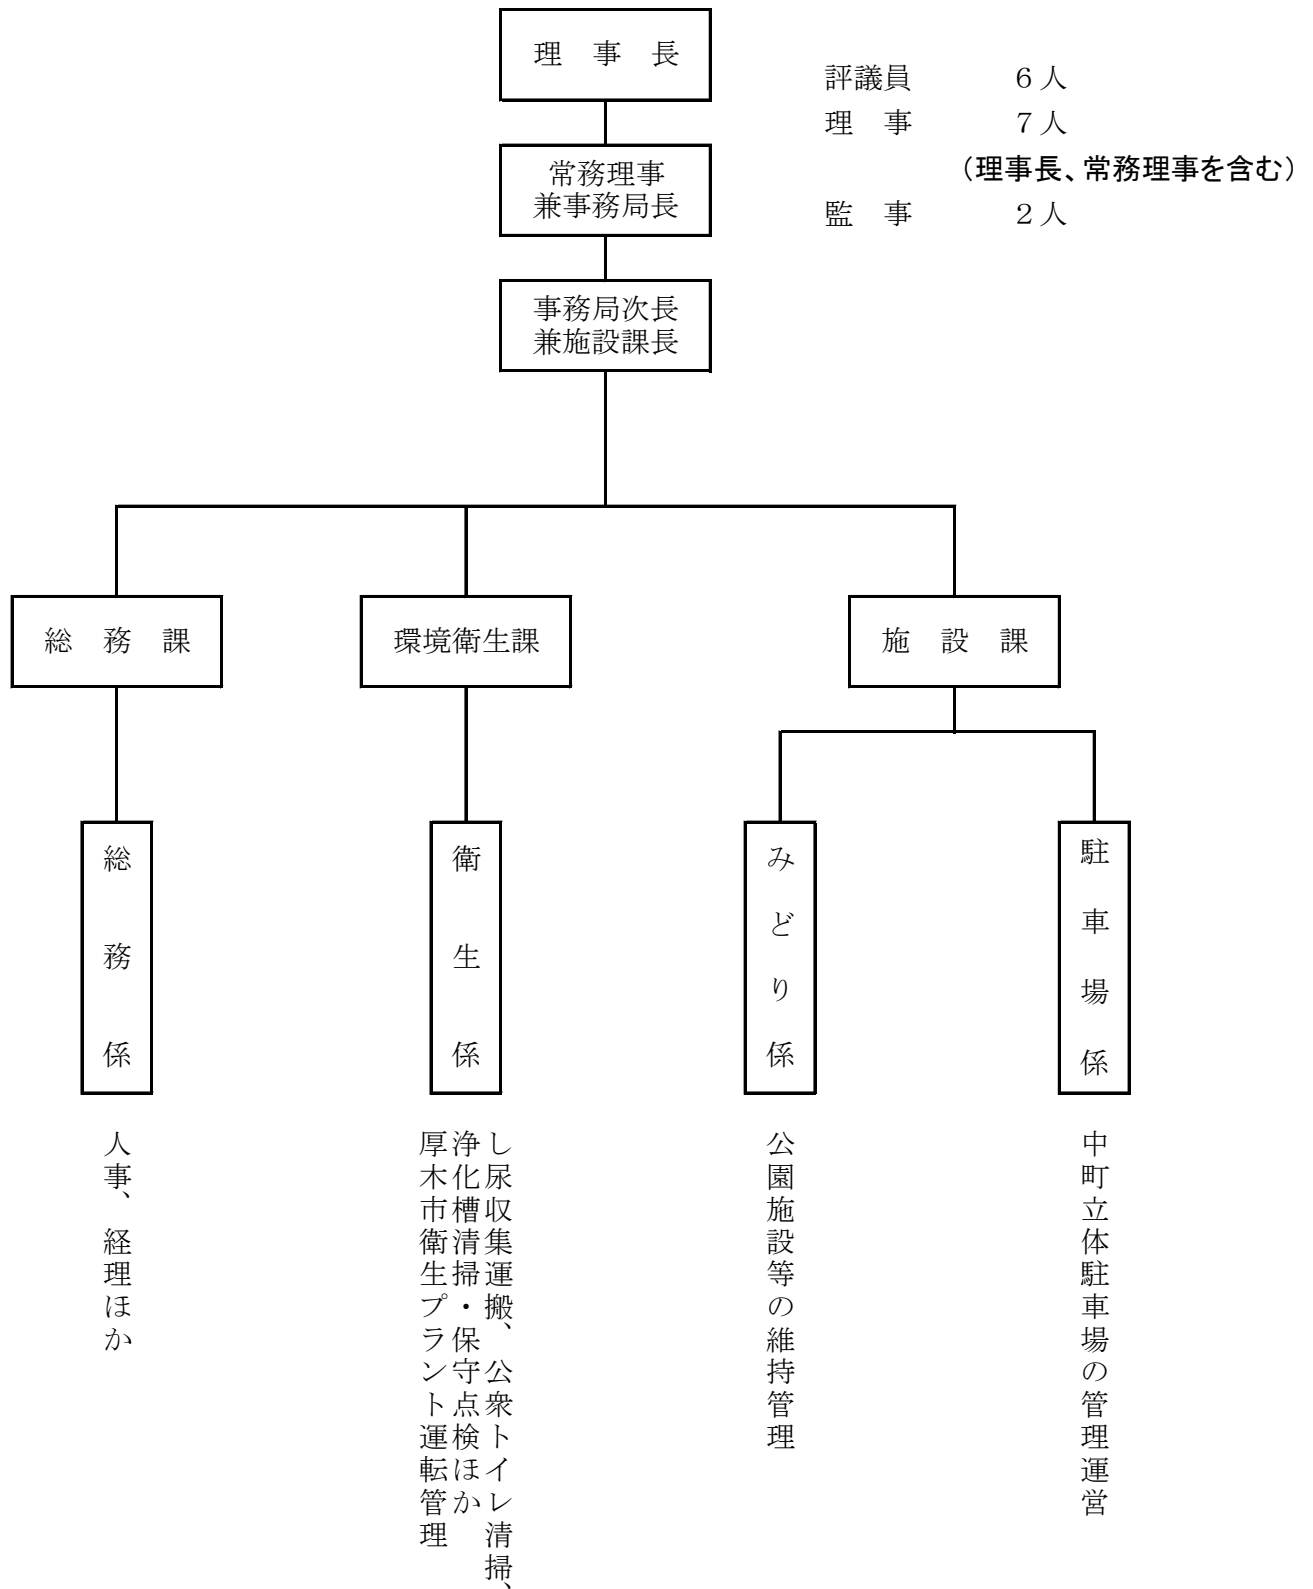 理　事　長
評議員　　　６人
理　事　　　７人
（理事長、常務理事を含む）
監　事　　　２人
常務理事
兼事務局長
事務局次長
兼施設課長
総　務　課
環境衛生課
施　設　課
総務係
衛生係
みどり係
駐車場係
人事、経理ほか
し尿収集運搬、公衆トイレ清掃、
浄化槽清掃・保守点検ほか
厚木市衛生プラント運転管理
公園施設等の維持管理
中町立体駐車場の管理運営